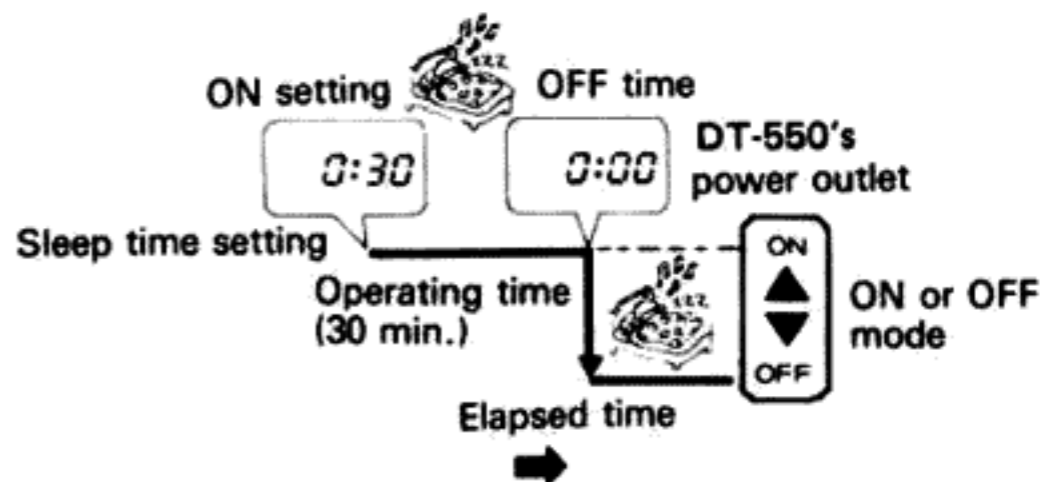 ON setting
OFF time
0:30
0:00
DT-550's
power outlet
Sleep time setting
ON
Operating time
(30 min.)
ON or OFF
mode
OFF
Elapsed time